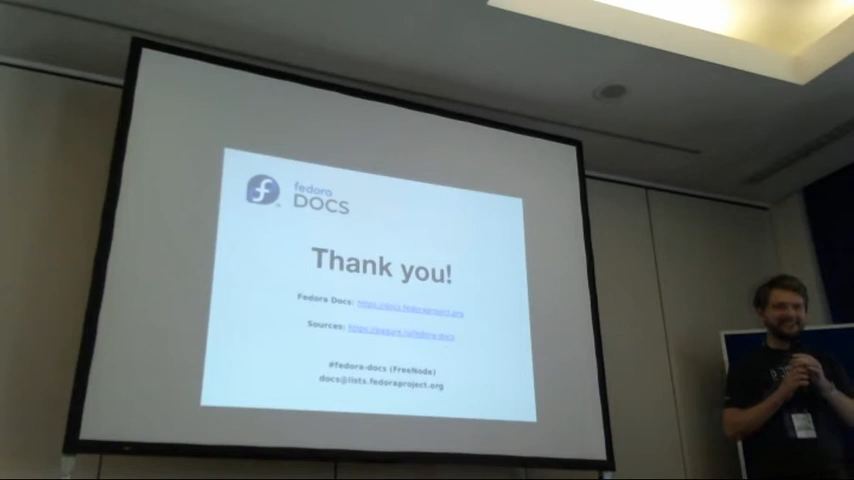 fedora
DOCS
Thank you!
Fedora Docs: https://docs.fedoraproject.org
Sources: https://pagure.io/fedora-docs
#fedora-docs (FreeNode)
docs@lists.fedoraproject.org